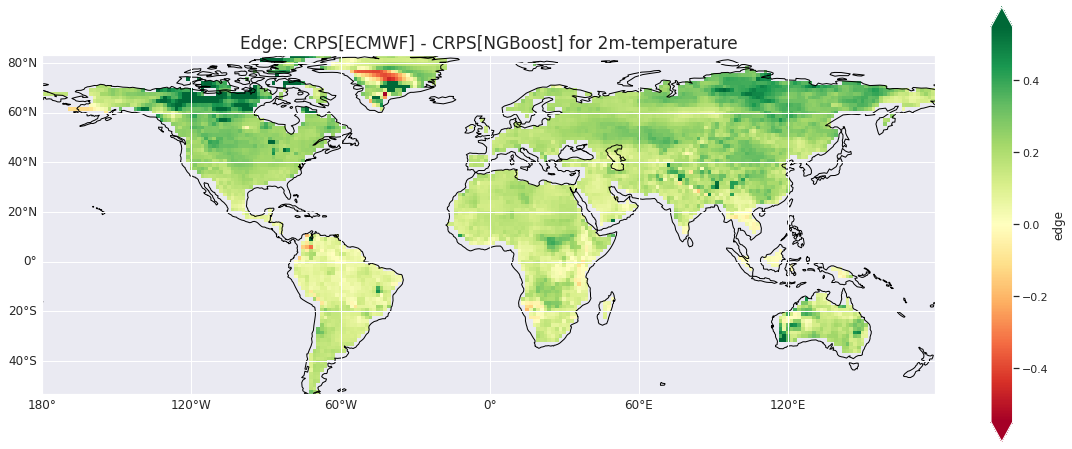 Edge: CRPS[ECMWF] - CRPS[NGBoost] for 2m-temperature
80°N
60°N
40°N
20°N
0°
20°S
40°S
180°
120°W
60°W
0°
60°E
120°E
0.4
0.2
0.0
−0.2
−0.4
edge